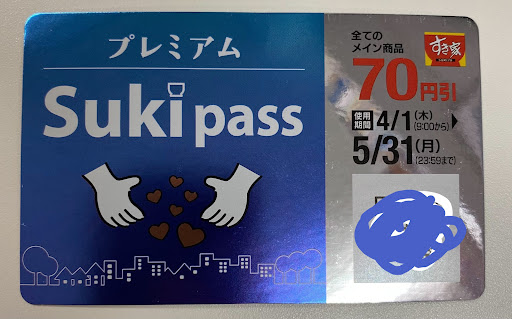 プレミアム
Sukipass
全ての
メイン商品
70円引
すき家
使用
期間
4/1(木)
(9:00から)
5/31(月)
(23:59まで)